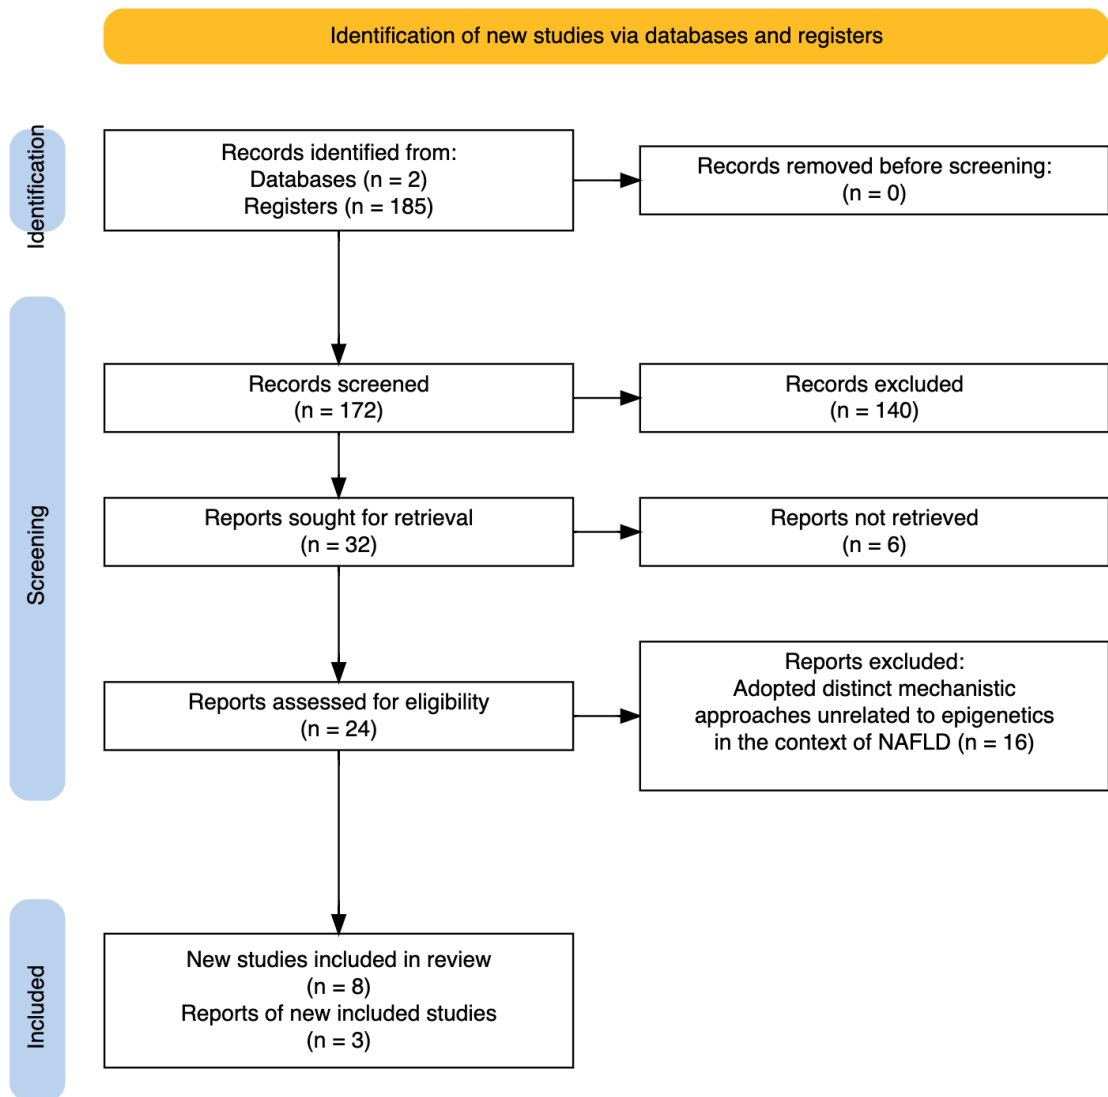 Identification of new studies via databases and registers
Identification
Records identified from:
Databases (n = 2)
Registers (n = 185)
Records removed before screening:
(n = 0)
Screening
Records screened
(n = 172)
Records excluded
(n = 140)
Reports sought for retrieval
(n = 32)
Reports not retrieved
(n = 6)
Reports assessed for eligibility
(n = 24)
Reports excluded:
Adopted distinct mechanistic
approaches unrelated to epigenetics
in the context of NAFLD (n = 16)
Included
New studies included in review
(n = 8)
Reports of new included studies
(n = 3)